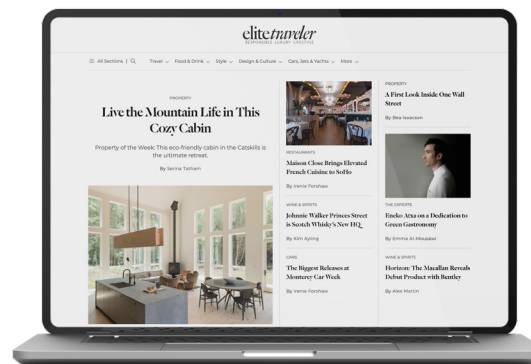 elitetraveler
RESPONSIBLE LUXURY LIFESTYLE
All Sections
Travel
Food & Drink
Style
Design & Culture
Cars, Jets & Yachts
More
PROPERTY
Live the Mountain Life in This
Cozy Cabin
Property of the Week: This eco-friendly cabin in the Catskills is
the ultimate retreat.
By Serina Tatham
RESTAURANTS
Maison Close Brings Elevated
French Cuisine to SoHo
By Irenie Forshaw
WINE & SPIRITS
Johnnie Walker Princes Street
is Scotch Whisky's New HQ
By Kim Ayling
CARS
The Biggest Releases at
Monterey Car Week
By Irenie Forshaw
PROPERTY
A First Look Inside One Wall
Street
By Bea Isaacson
THE EXPERTS
Eneko Atxa on a Dedication to
Green Gastronomy
By Emma Al-Mousawi
WINE & SPIRITS
Horizon: The Macallan Reveals
Debut Product with Bentley
By Alex Martin